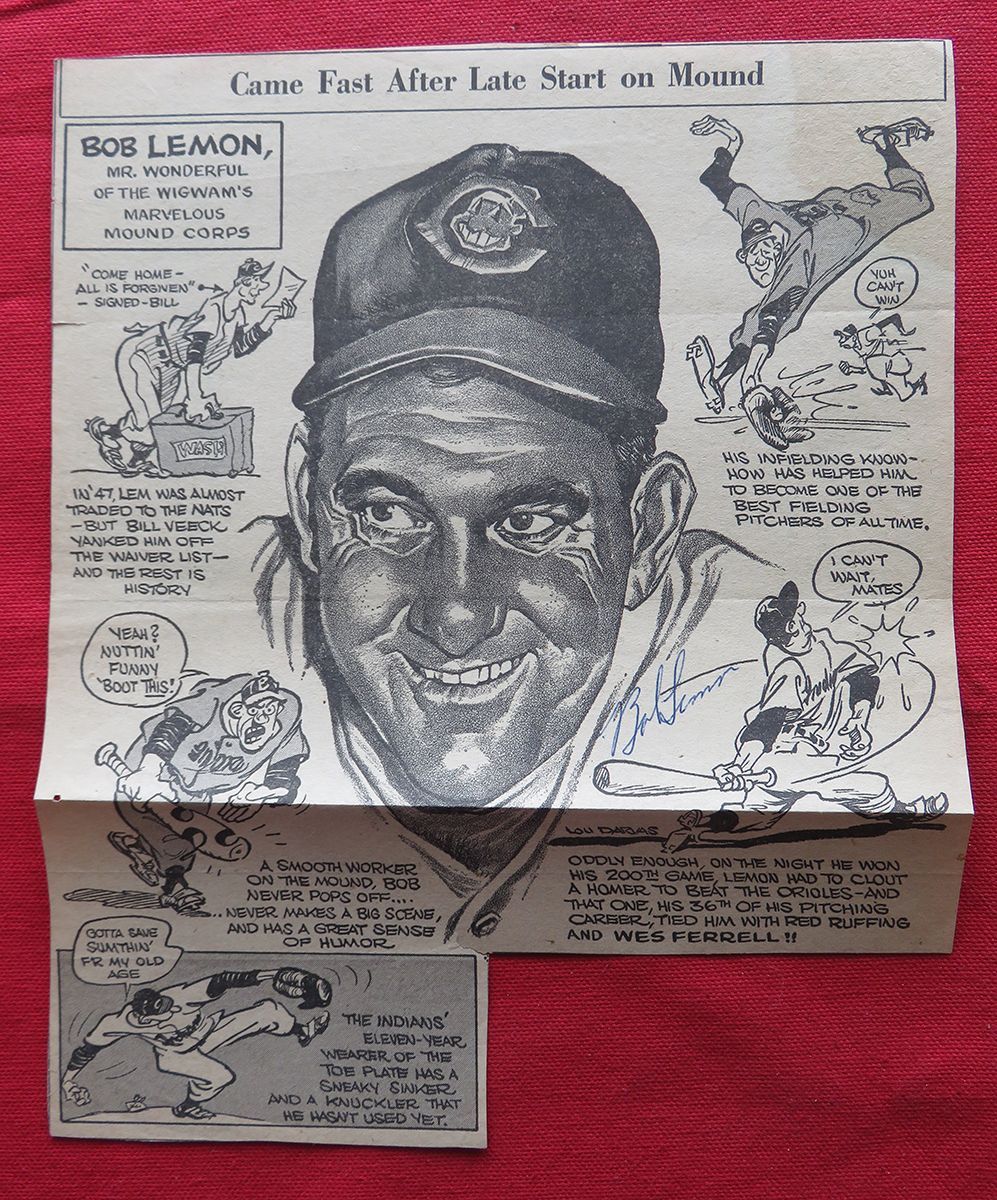 Came Fast After Late Start on Mound
BOB LEMON,
MR. WONDERFUL
OF THE WIGWAM'S
MARVELOUS
MOUND CORPS
"COME HOME-
ALL IS FORGIVEN"
- SIGNED-BILL
WASH
IN '47, LEM WAS ALMOST
TRADED TO THE NATS
-BUT BILL VEECK
YANKED HIM OFF
THE WAIVER LIST-
AND THE REST IS
HISTORY
YUH
CAN'T
WIN
HIS INFIELDING KNOW-
HOW HAS HELPED HIM
TO BECOME ONE OF THE
BEST FIELDING
PITCHERS OF ALL TIME.
I CAN'T
WAIT,
MATES
YEAH?
NUTTIN'
FUNNY
'BOOT THIS!
Bob Lemon
LOU DARVAS
A SMOOTH WORKER
ON THE MOUND, BOB
NEVER POPS OFF....
...NEVER MAKES A BIG SCENE,
AND HAS A GREAT SENSE
OF HUMOR
ODDLY ENOUGH, ON THE NIGHT HE WON
HIS 200TH GAME, LEMON HAD TO CLOUT
A HOMER TO BEAT THE ORIOLES-AND
THAT ONE, HIS 36TH OF HIS PITCHING
CAREER, TIED HIM WITH RED RUFFING
AND WES FERRELL!!
GOTTA SAVE
SUMTHIN'
F'R MY OLD
AGE
THE INDIANS'
ELEVEN-YEAR
WEARER OF THE
TOE PLATE HAS A
SNEAKY SINKER
AND A KNUCKLER THAT
HE HASN'T USED YET.